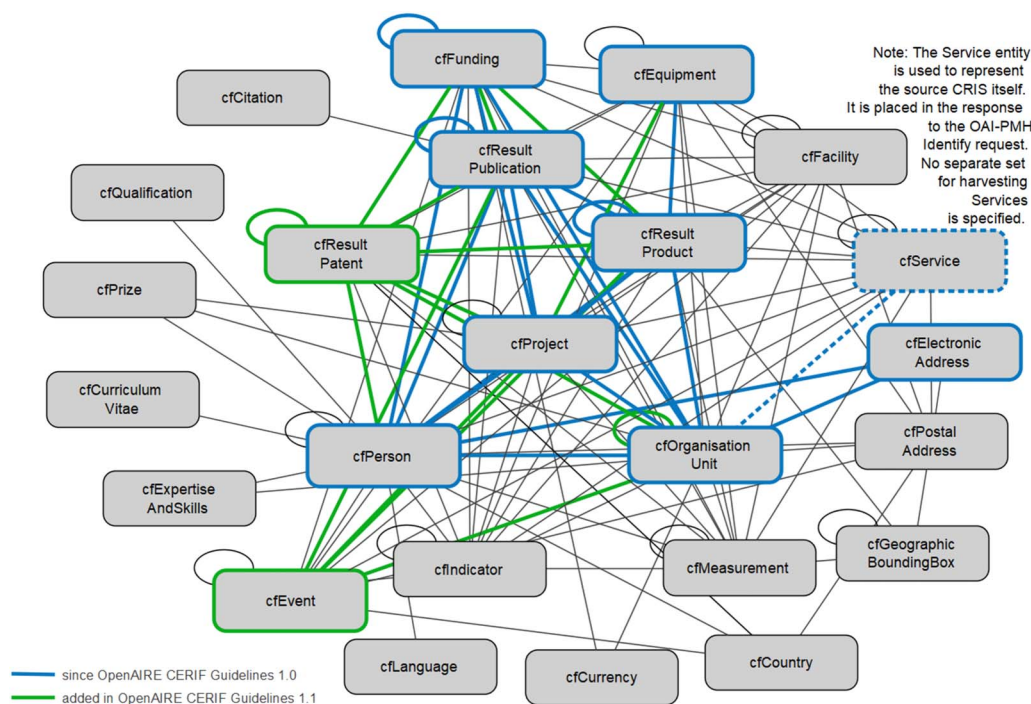 cfFunding
cfEquipment
Note: The Service entity
is used to represent
the source CRIS itself.
It is placed in the response
to the OAI-PMH
Identify request.
No separate set
for harvesting
Services
is specified.
cfCitation
cfResult
Publication
cfFacility
cfQualification
cfResult
Patent
cfResult
Product
cfService
cfPrize
cfProject
cfElectronic
Address
cfCurriculum
Vitae
cfPerson
cfOrganisation
Unit
cfPostal
Address
cfExpertise
AndSkills
cfEvent
cfIndicator
cfMeasurement
cfGeographic
BoundingBox
cfLanguage
cfCurrency
cfCountry
since OpenAIRE CERIF Guidelines 1.0
added in OpenAIRE CERIF Guidelines 1.1